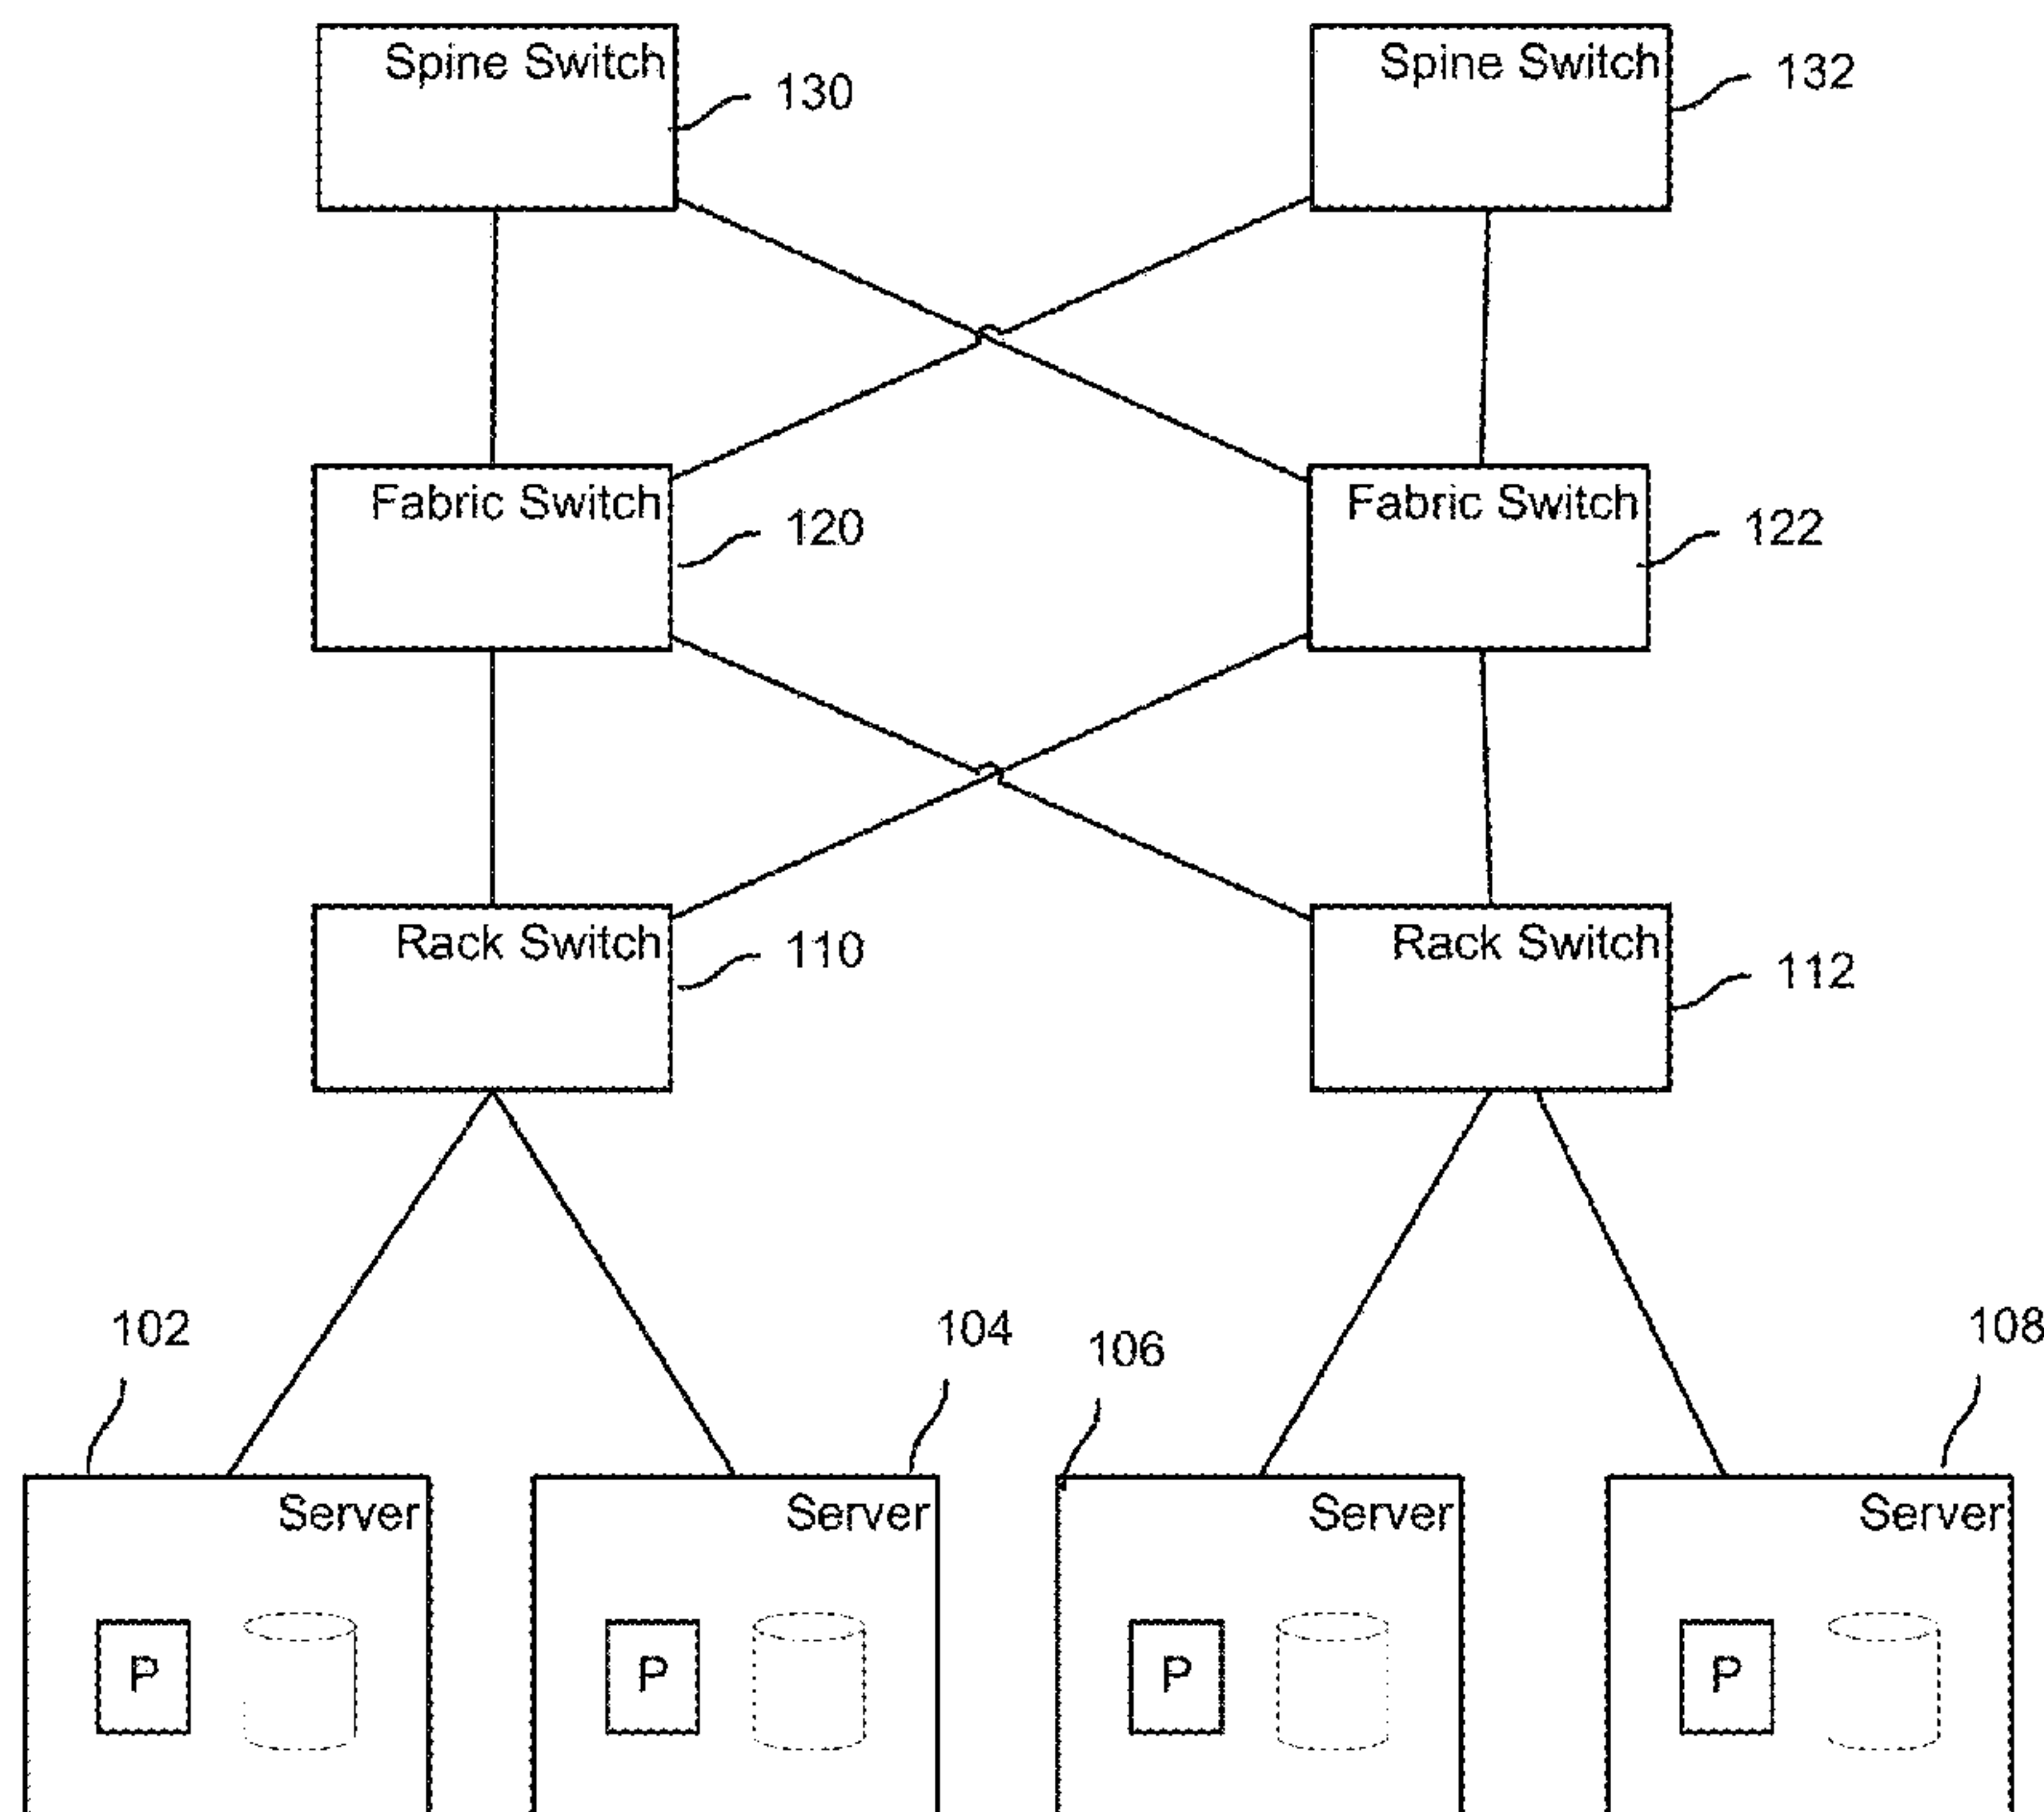 Spine Switch
130
Spine Switch
132
Fabric Switch
120
Fabric Switch
122
Rack Switch
110
Rack Switch
112
102
104
106
108
Server
Server
Server
Server
P
P
P
P